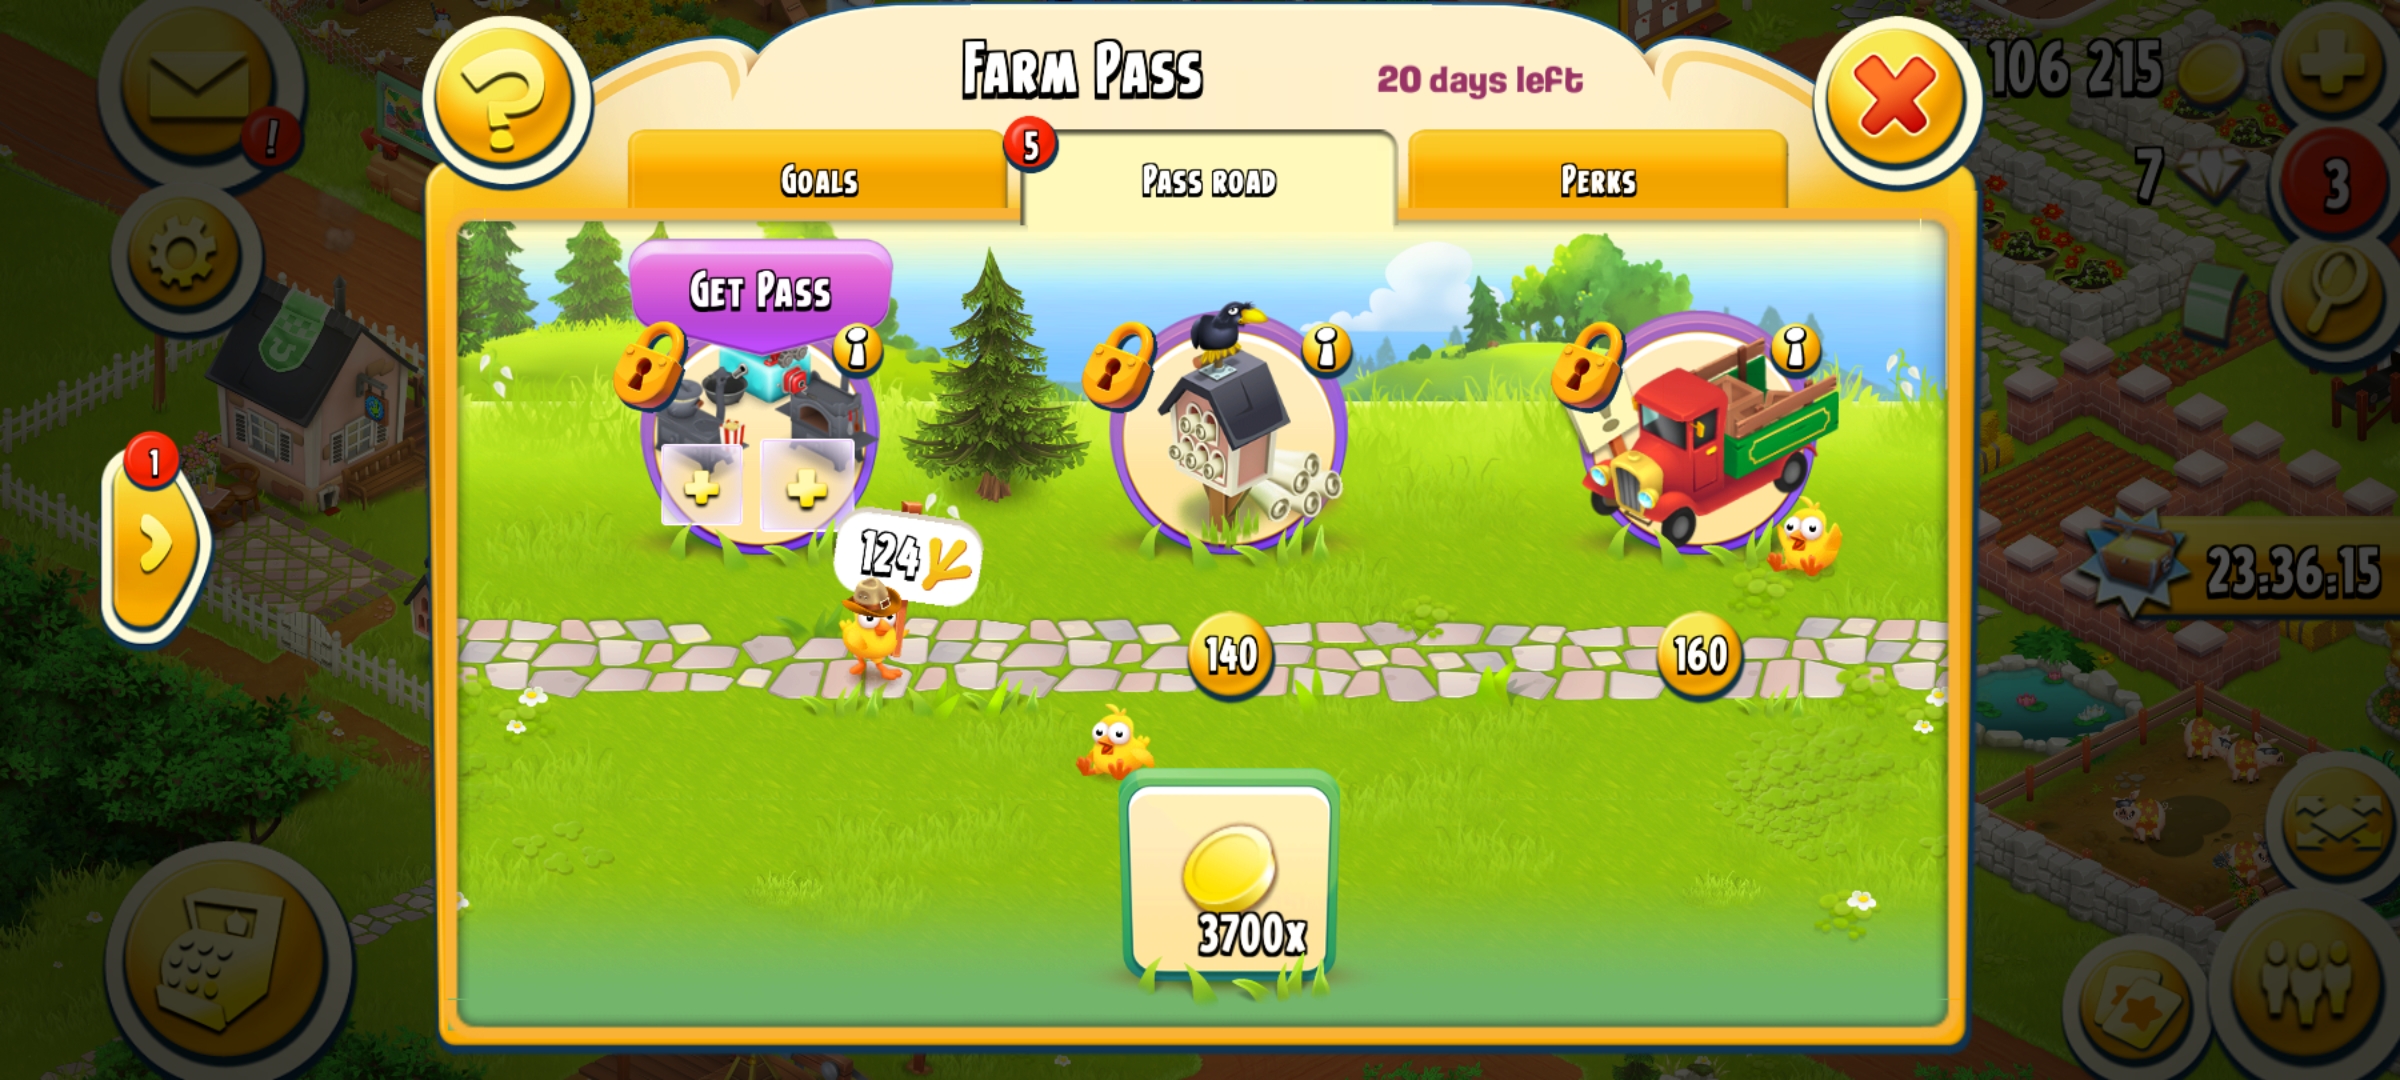 FARM PASS
20 days left
106 215
!
5
GOALS
PASS ROAD
PERKS
7
3
GET PASS
i
i
i
1
124
23:36:15
140
160
3700x